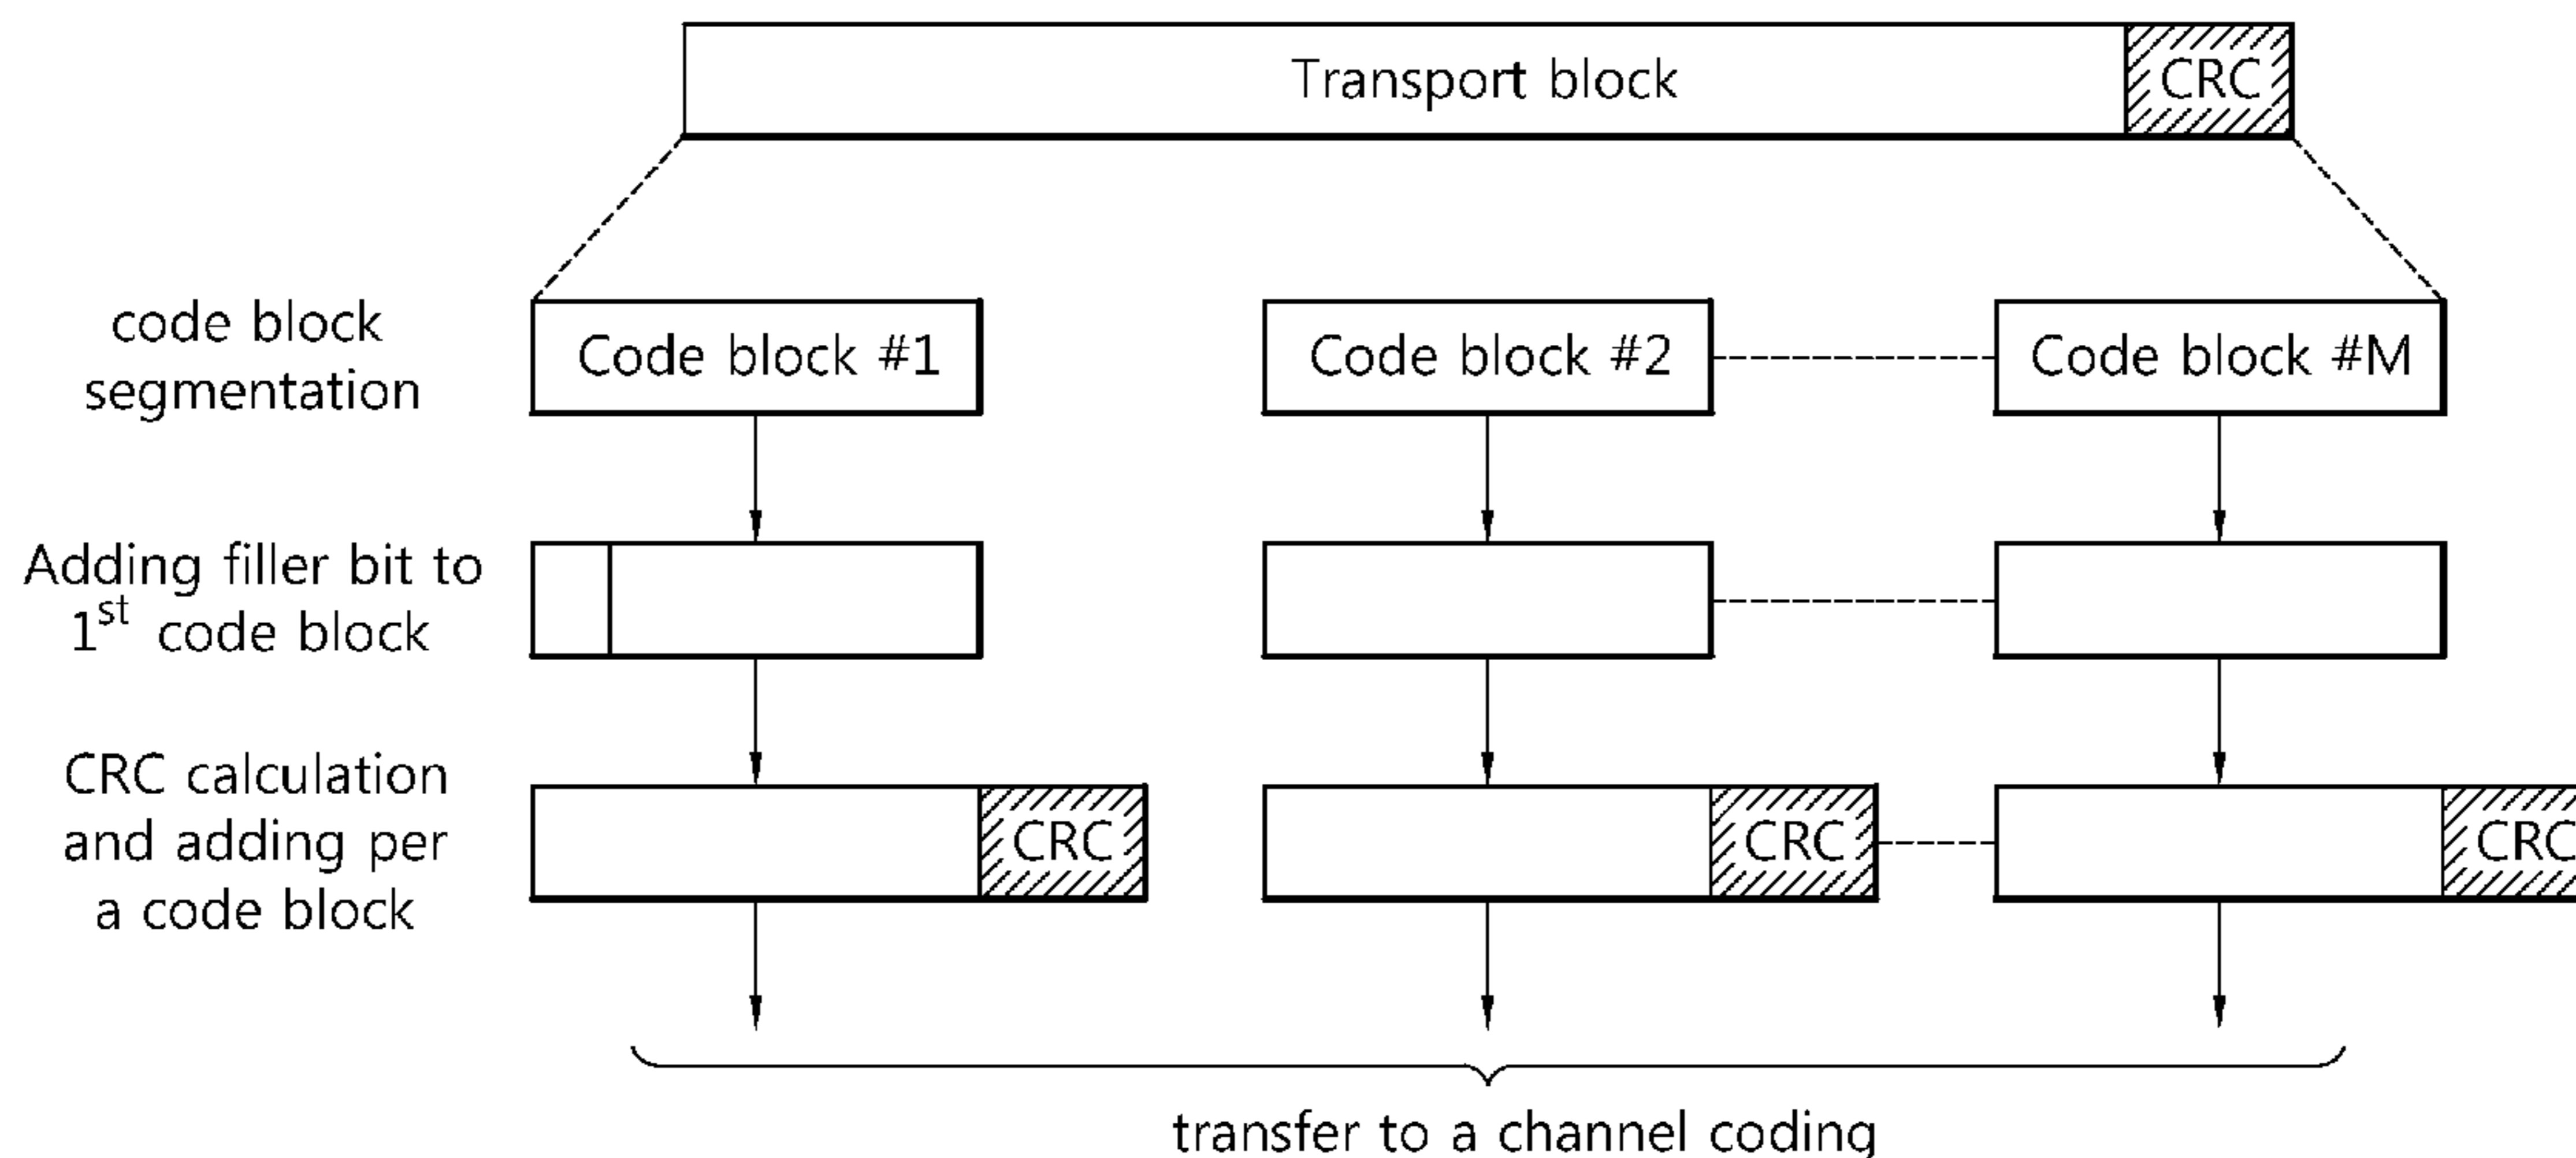 Transport block CRC
code block
segmentation
Code block #1 Code block #2 Code block #M
Adding filler bit to
1st code block
CRC calculation
and adding per
a code block
CRC CRC CRC
transfer to a channel coding